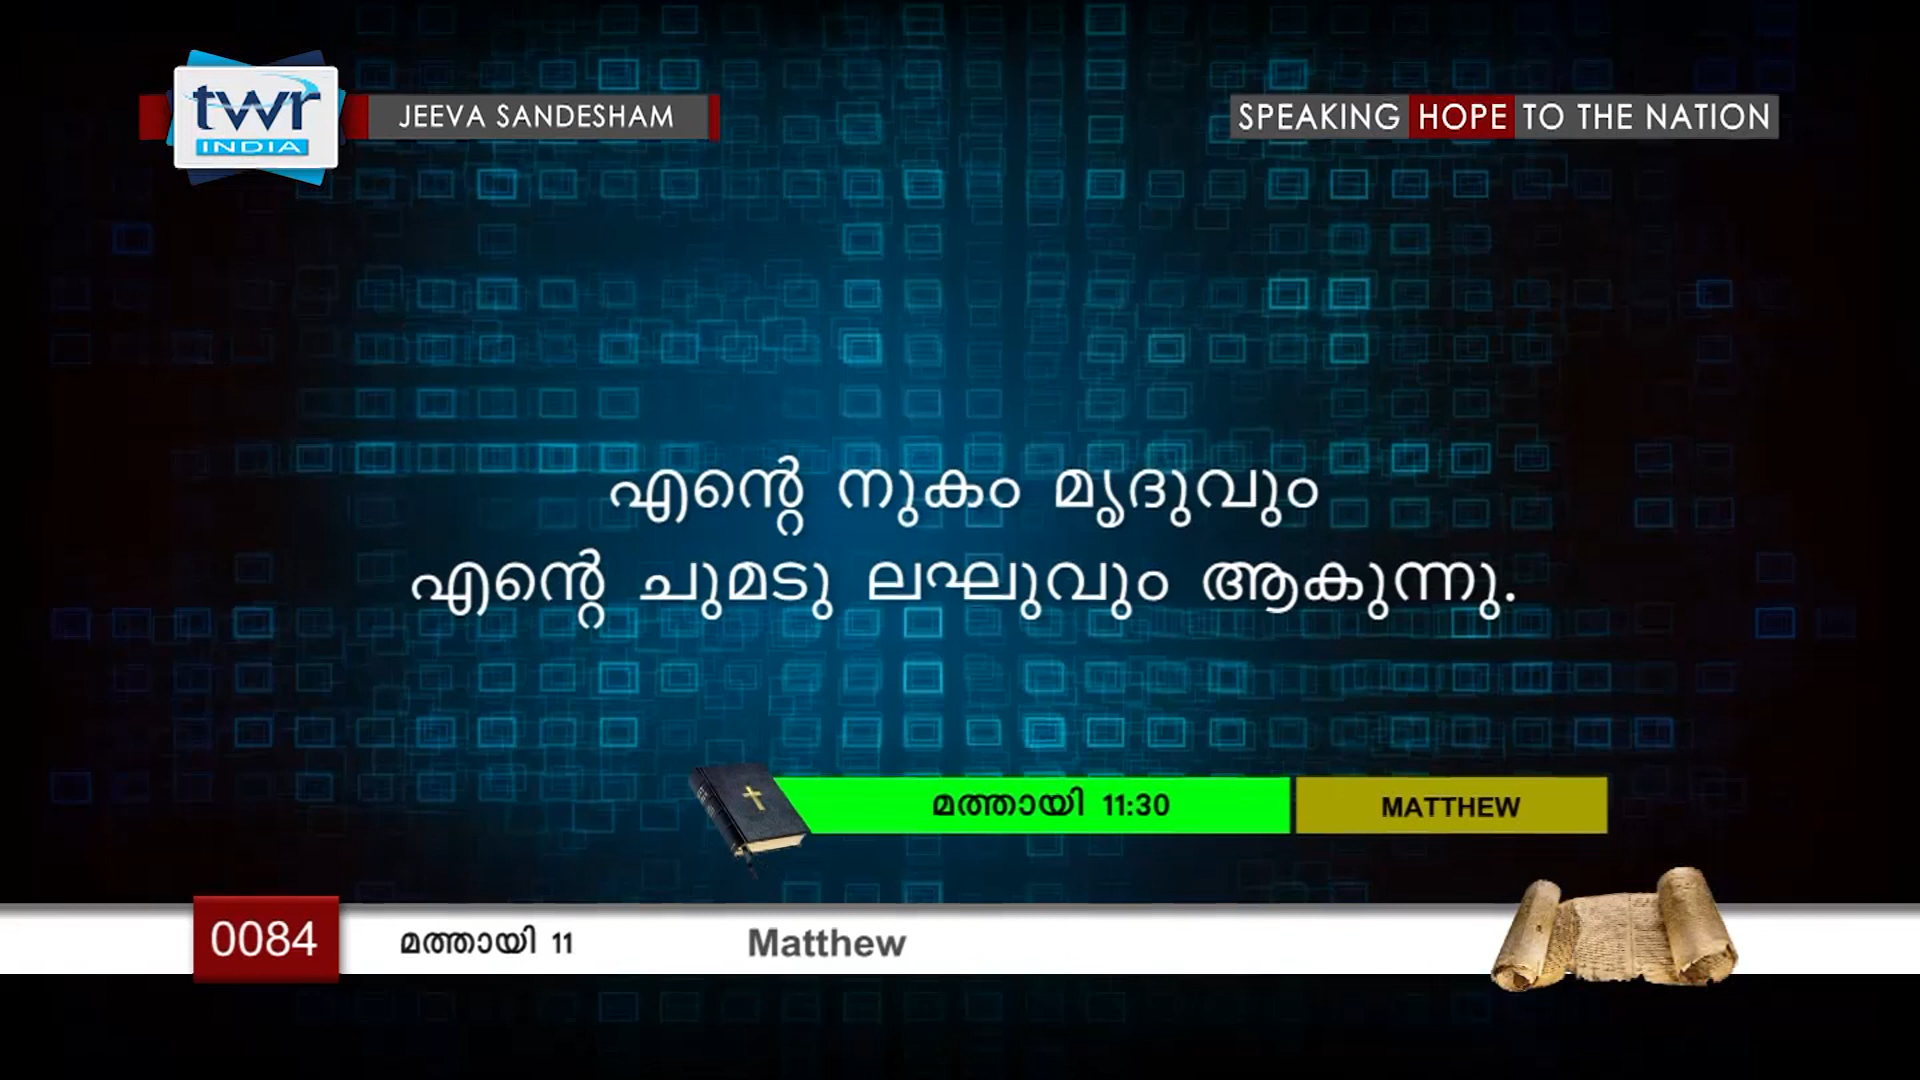 twr
INDIA
JEEVA SANDESHAM
SPEAKING HOPE TO THE NATION
എന്റെ നുകം മൃദുവും
എന്റെ ചുമടു ലഘുവും ആകുന്നു.
മത്തായി 11:30
MATTHEW
0084
മത്തായി 11
Matthew